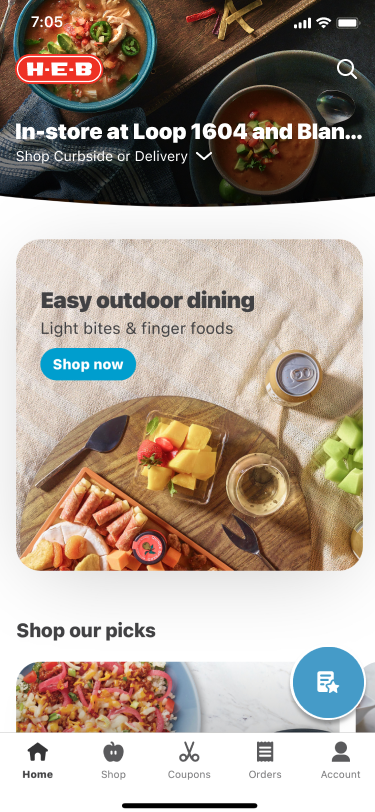 7:05
H-E-B
In-store at Loop 1604 and Blan...
Shop Curbside or Delivery
Easy outdoor dining
Light bites & finger foods
Shop now
Shop our picks
Home
Shop
Coupons
Orders
Account